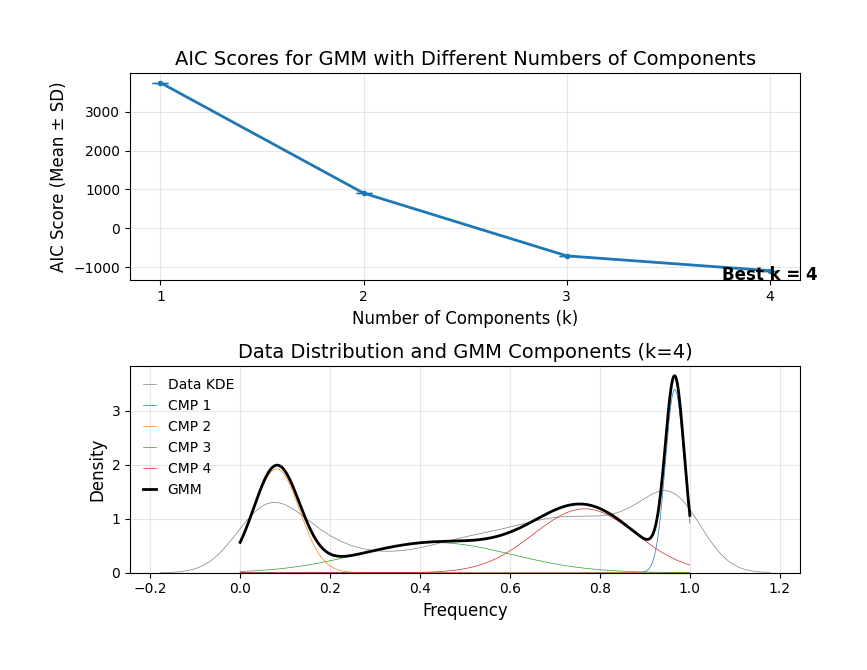 AIC Scores for GMM with Different Numbers of Components
AIC Score (Mean ± SD)
3000
2000
1000
0
−1000
Best k = 4
1 2 3 4
Number of Components (k)
Data Distribution and GMM Components (k=4)
Density
3
2
1
0
Data KDE
CMP 1
CMP 2
CMP 3
CMP 4
GMM
−0.2 0.0 0.2 0.4 0.6 0.8 1.0 1.2
Frequency